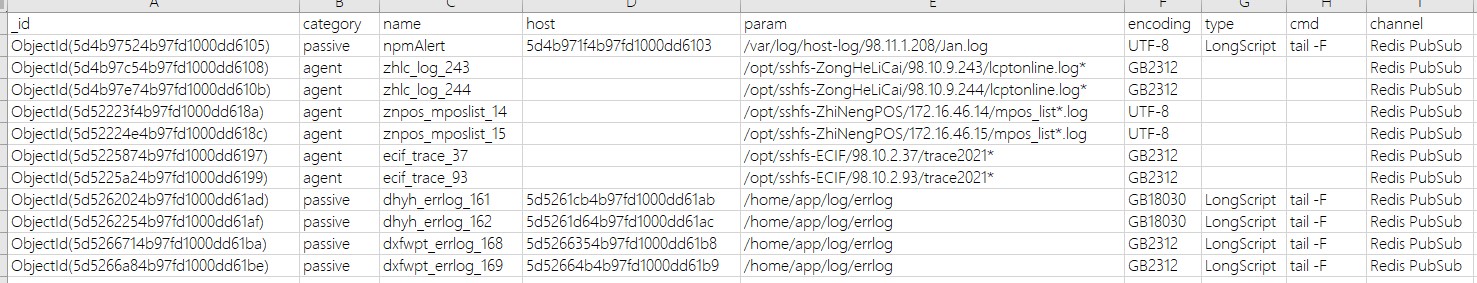 A B C D E F G H I
_id category name host param encoding type cmd channel
ObjectId(5d4b97524b97fd1000dd6105) passive npmAlert 5d4b971f4b97fd1000dd6103 /var/log/host-log/98.11.1.208/Jan.log UTF-8 LongScript tail -F Redis PubSub
ObjectId(5d4b97c54b97fd1000dd6108) agent zhlc_log_243 /opt/sshfs-ZongHeLiCai/98.10.9.243/lcptonline.log* GB2312 Redis PubSub
ObjectId(5d4b97e74b97fd1000dd610b) agent zhlc_log_244 /opt/sshfs-ZongHeLiCai/98.10.9.244/lcptonline.log* GB2312 Redis PubSub
ObjectId(5d52223f4b97fd1000dd618a) agent znpos_mposlist_14 /opt/sshfs-ZhiNengPOS/172.16.46.14/mpos_list*.log UTF-8 Redis PubSub
ObjectId(5d52224e4b97fd1000dd618c) agent znpos_mposlist_15 /opt/sshfs-ZhiNengPOS/172.16.46.15/mpos_list*.log UTF-8 Redis PubSub
ObjectId(5d5225874b97fd1000dd6197) agent ecif_trace_37 /opt/sshfs-ECIF/98.10.2.37/trace2021* GB2312 Redis PubSub
ObjectId(5d5225a24b97fd1000dd6199) agent ecif_trace_93 /opt/sshfs-ECIF/98.10.2.93/trace2021* GB2312 Redis PubSub
ObjectId(5d5262024b97fd1000dd61ad) passive dhyh_errlog_161 5d5261cb4b97fd1000dd61ab /home/app/log/errlog GB18030 LongScript tail -F Redis PubSub
ObjectId(5d5262254b97fd1000dd61af) passive dhyh_errlog_162 5d5261d64b97fd1000dd61ac /home/app/log/errlog GB18030 LongScript tail -F Redis PubSub
ObjectId(5d5266714b97fd1000dd61ba) passive dxfwpt_errlog_168 5d5266354b97fd1000dd61b8 /home/app/log/errlog GB2312 LongScript tail -F Redis PubSub
ObjectId(5d5266a84b97fd1000dd61be) passive dxfwpt_errlog_169 5d52664b4b97fd1000dd61b9 /home/app/log/errlog GB2312 LongScript tail -F Redis PubSub